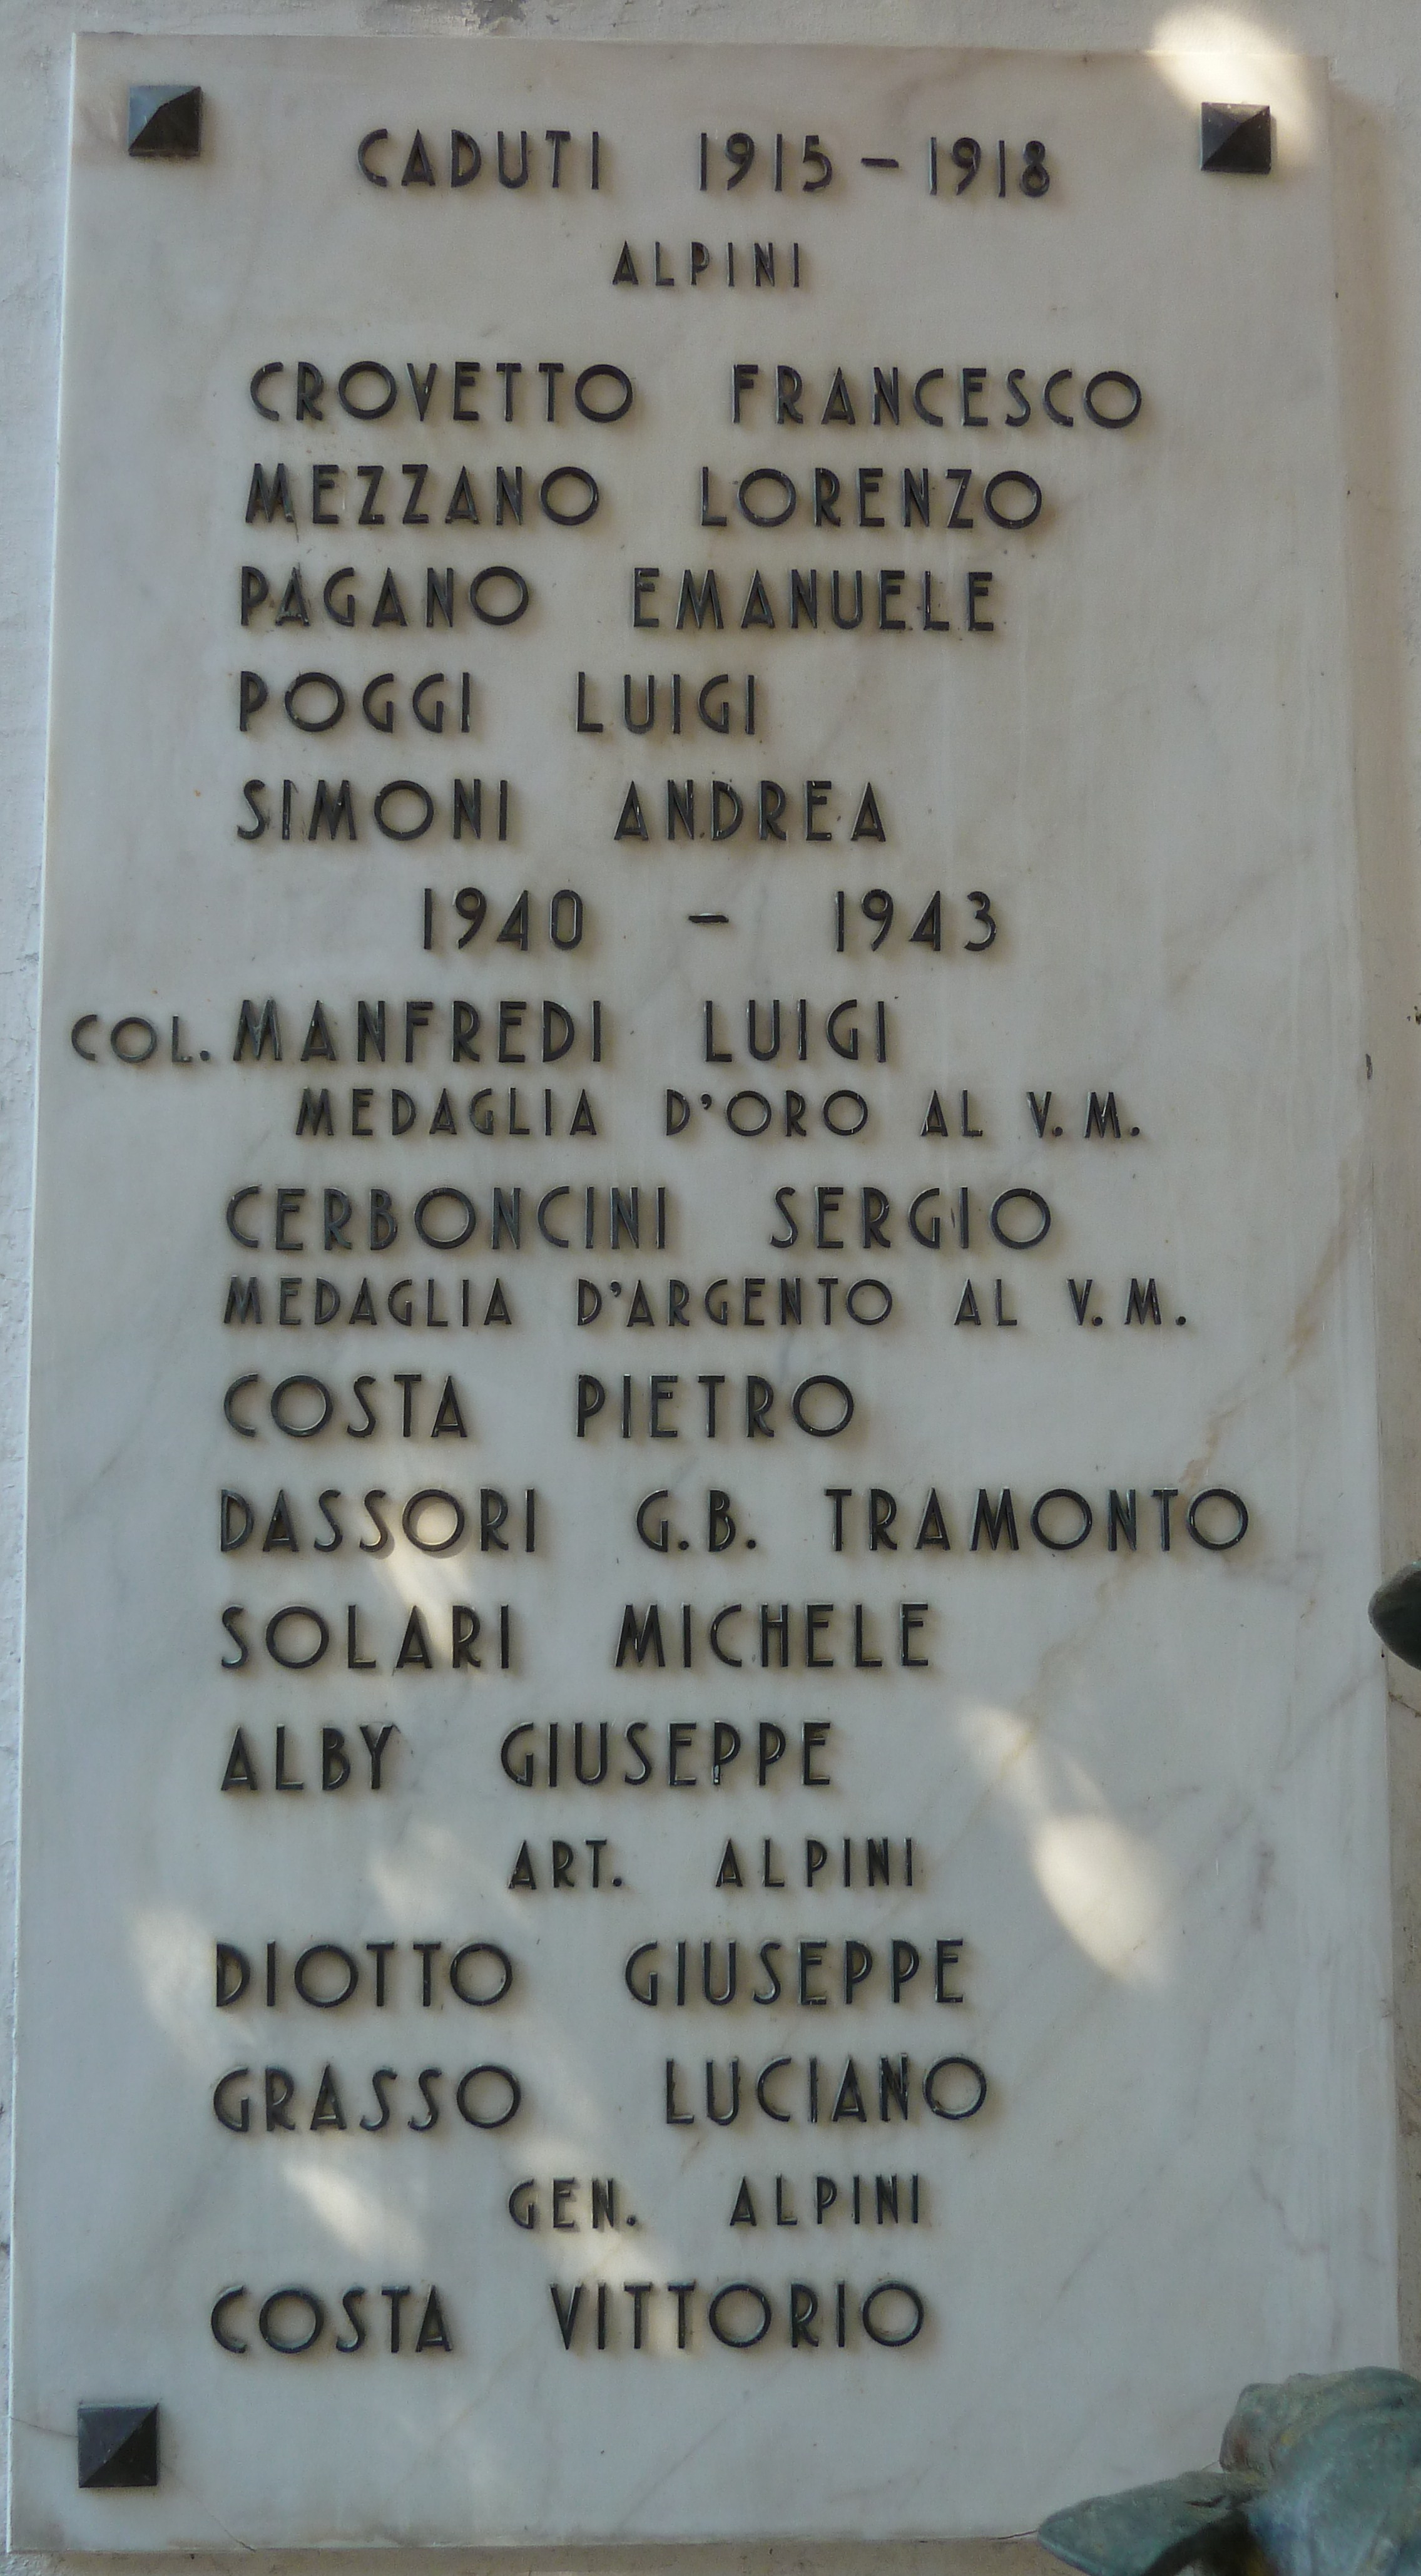 CADUTI 1915 - 1918
ALPINI
CROVETTO FRANCESCO
MEZZANO LORENZO
PAGANO EMANUELE
POGGI LUIGI
SIMONI ANDREA
1940 - 1943
COL. MANFREDI LUIGI
MEDAGLIA D'ORO AL V.M.
CERBONCINI SERGIO
MEDAGLIA D'ARGENTO AL V.M.
COSTA PIETRO
DASSORI G.B. TRAMONTO
SOLARI MICHELE
ALBY GIUSEPPE
ART. ALPINI
DIOTTO GIUSEPPE
GRASSO LUCIANO
GEN. ALPINI
COSTA VITTORIO